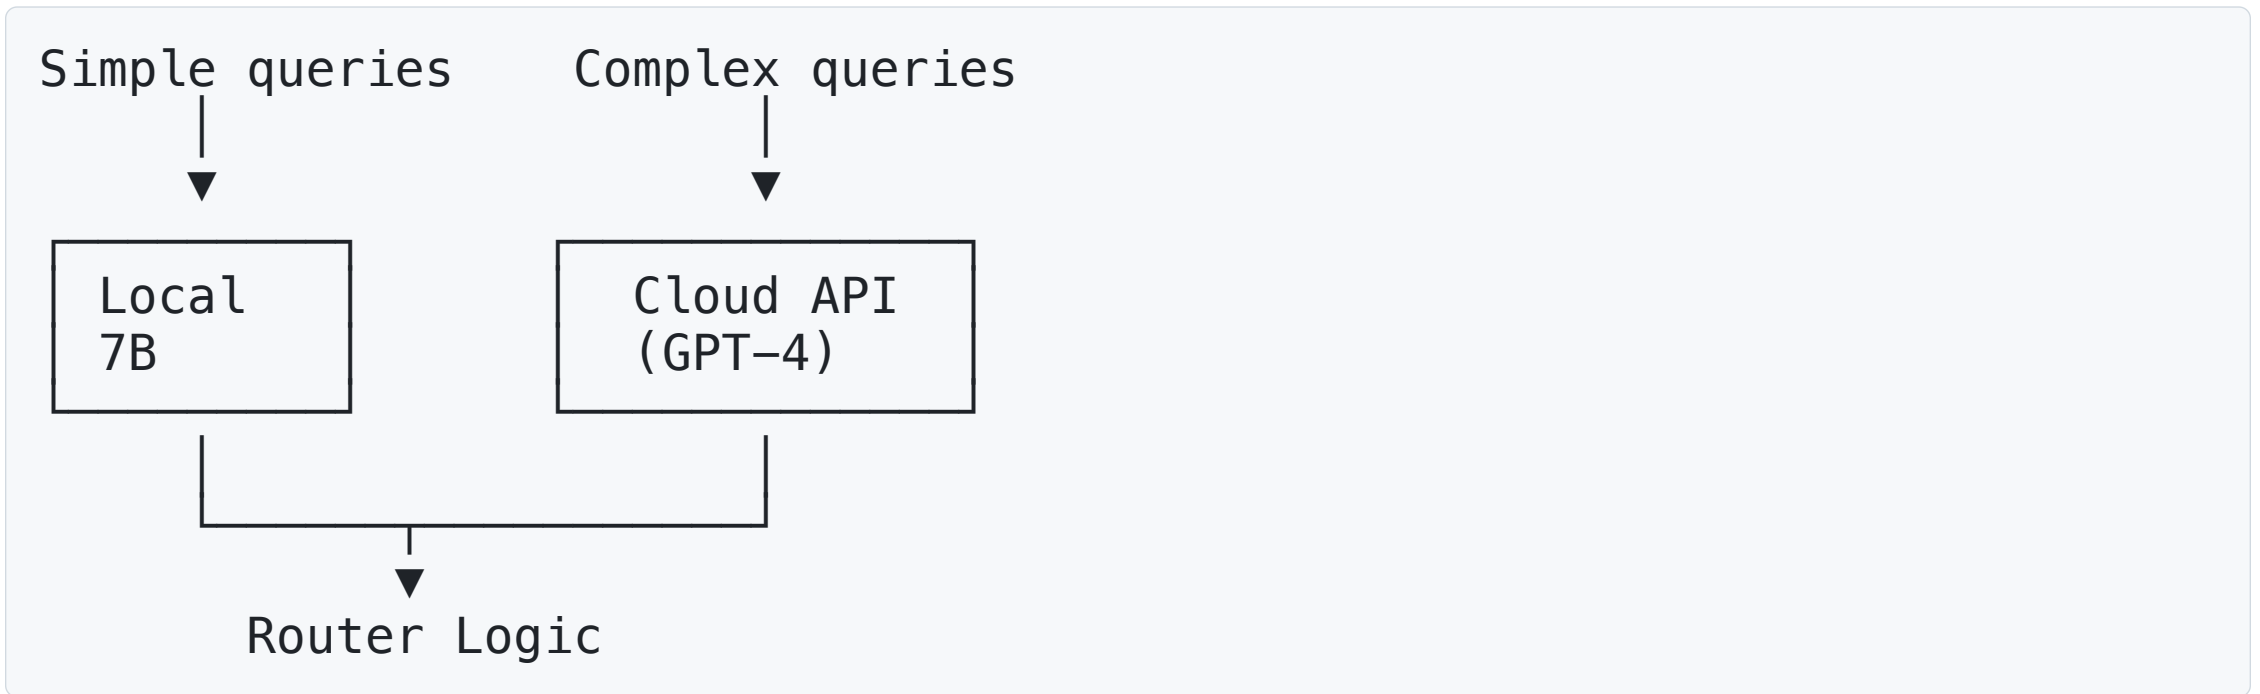 Simple queries    Complex queries
Local    Cloud API
7B    (GPT–4)
Router Logic